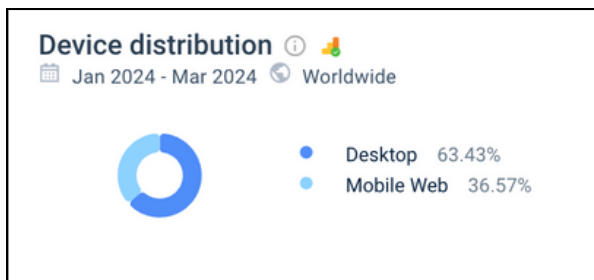 Device distribution
Jan 2024 - Mar 2024 Worldwide
Desktop 63.43%
Mobile Web 36.57%